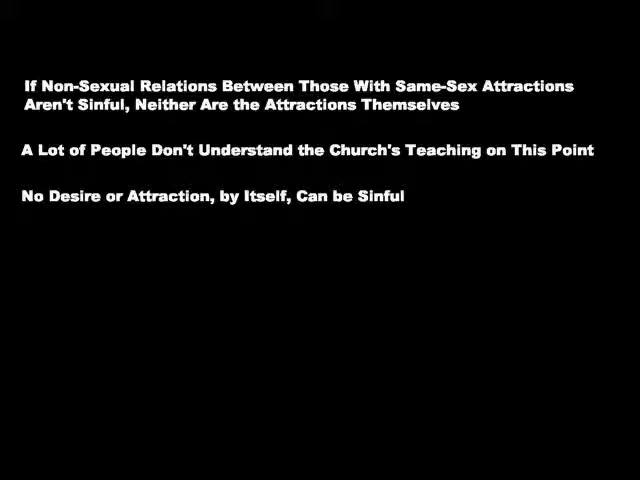 If Non-Sexual Relations Between Those With Same-Sex Attractions
Aren't Sinful, Neither Are the Attractions Themselves
A Lot of People Don't Understand the Church's Teaching on This Point
No Desire or Attraction, by Itself, Can be Sinful